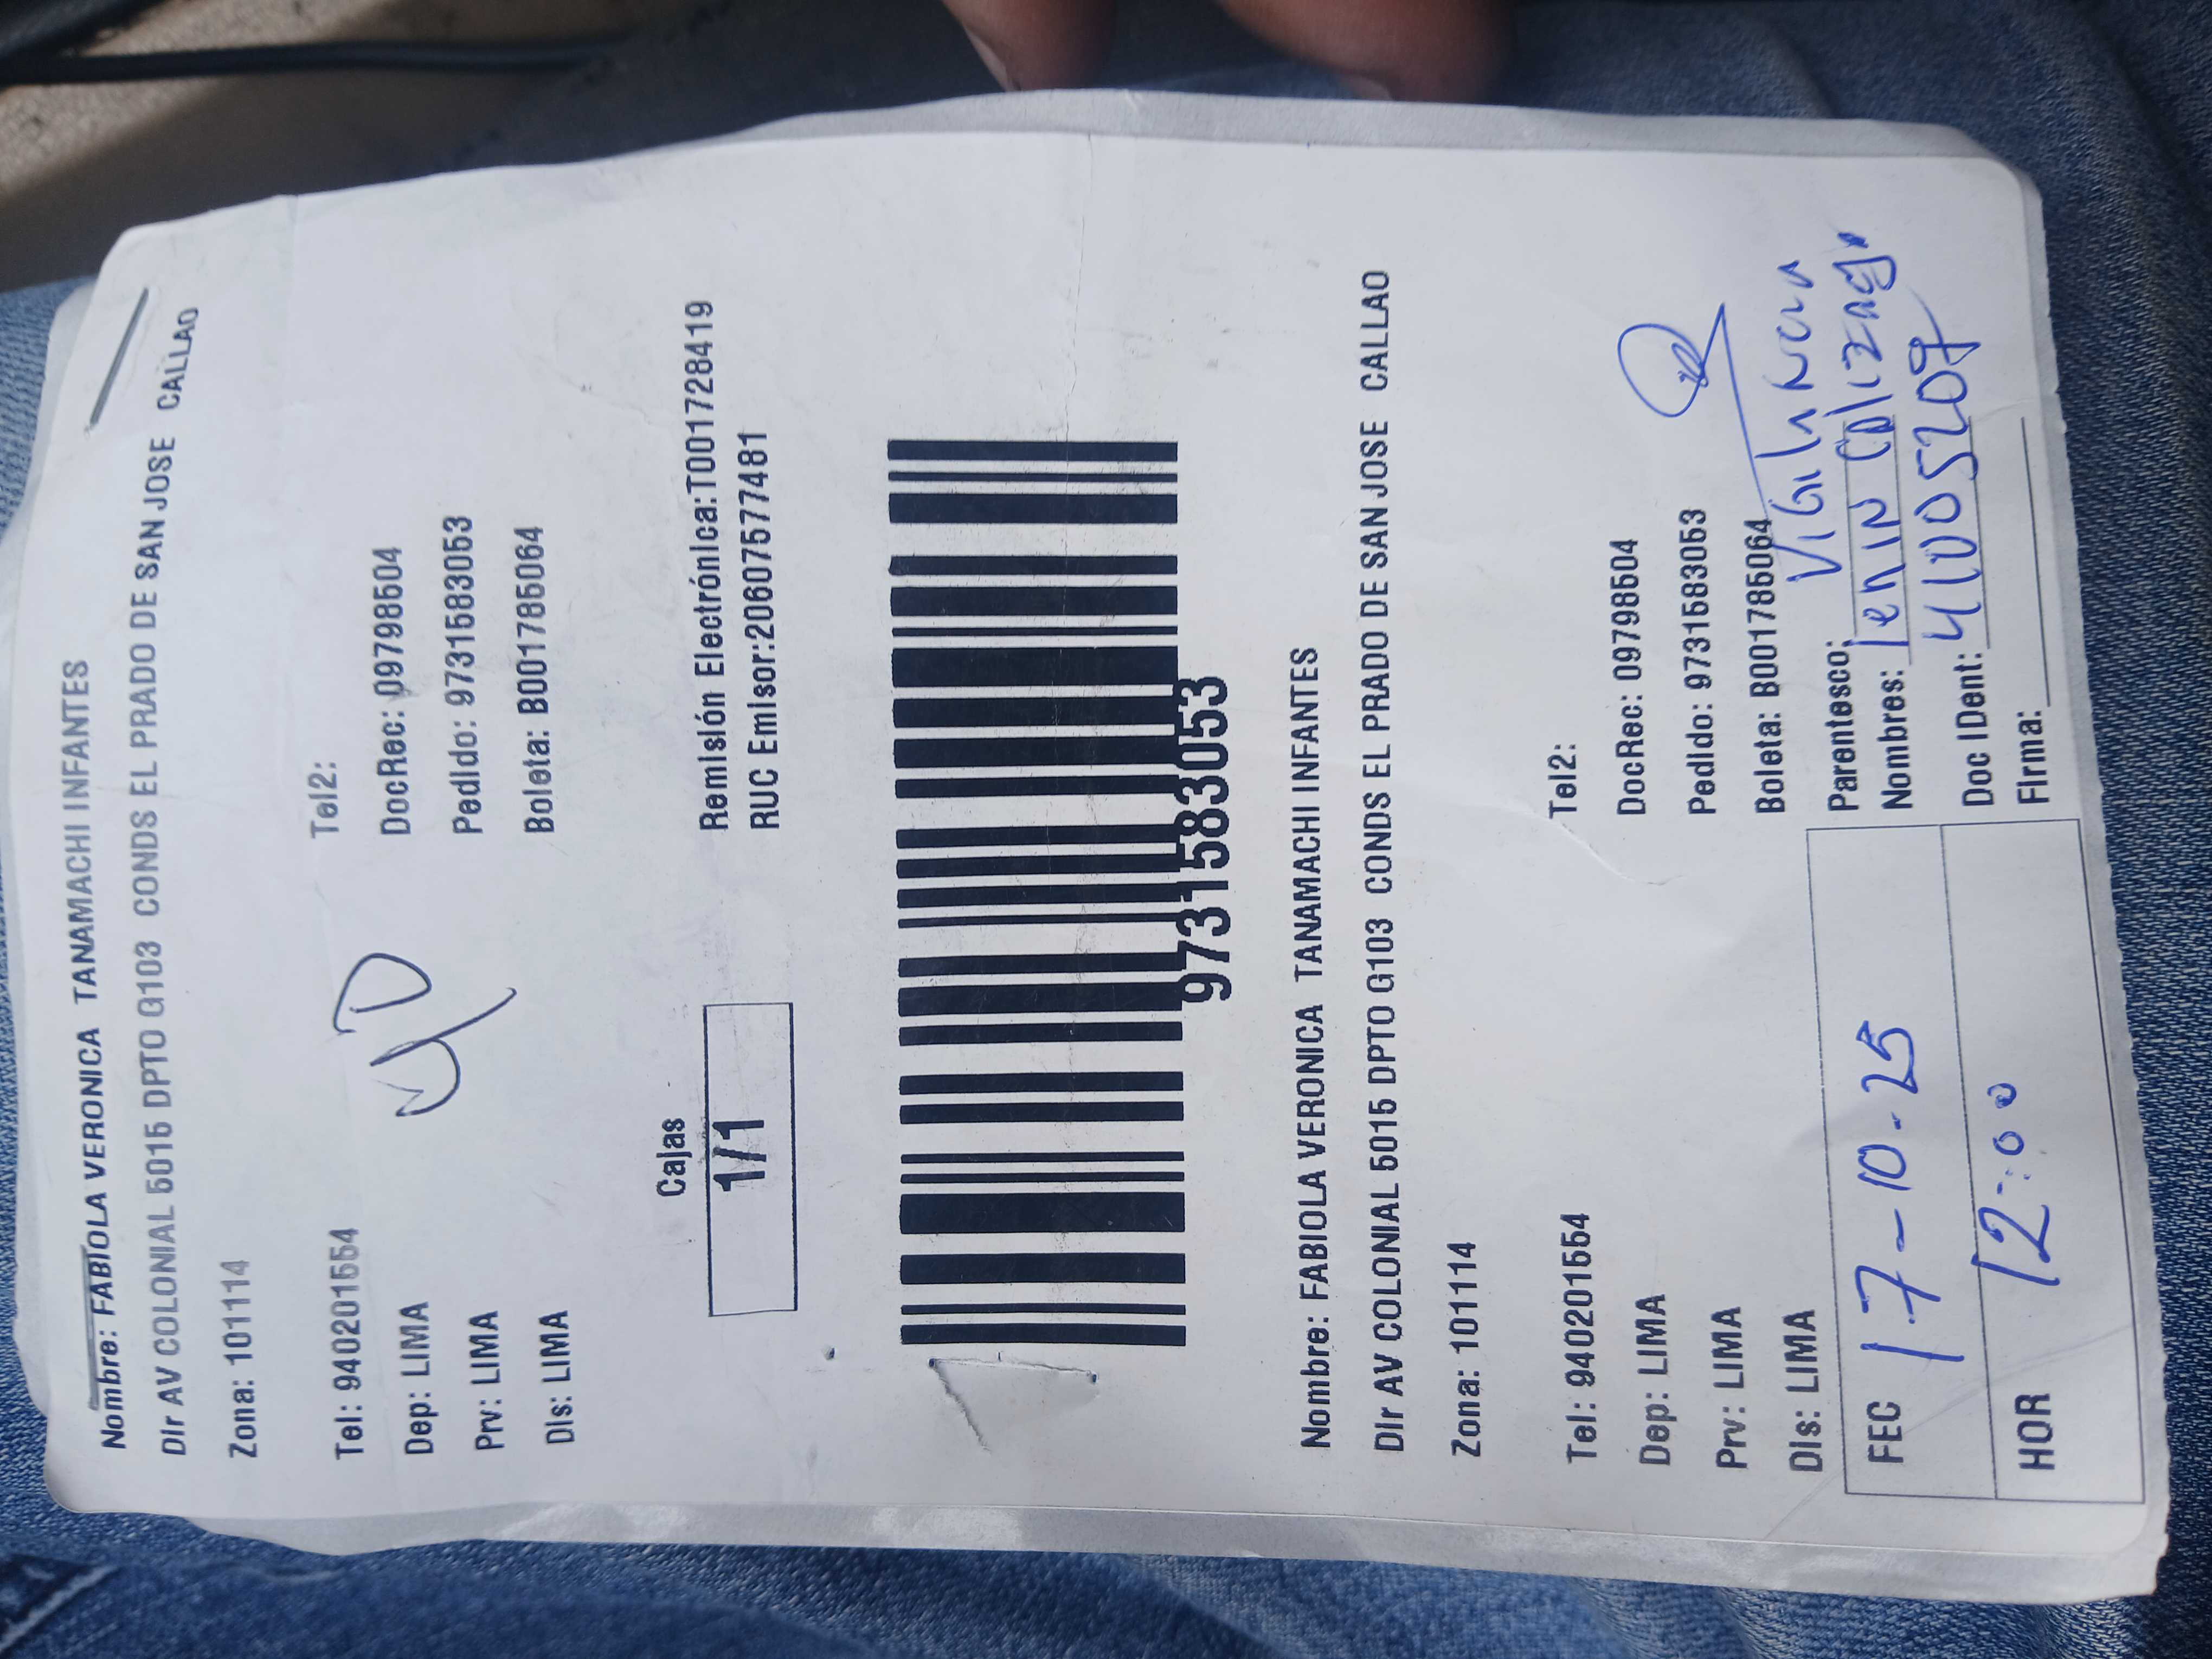 Nombre: FABIOLA VERONICA TANAMACHI INFANTES
DIr AV COLONIAL 5015 DPTO G103 CONDS EL PRADO DE SAN JOSE CALLAO
Zona: 101114
Tel: 940201554 Tel2:
Dep: LIMA DocRec: 09798504
Prv: LIMA Pedido: 97315830​53
DIs: LIMA Boleta: B001785064
Cajas
1/1
Remisión Electrónica:T001728419
RUC Emisor:20607577481
9731583053
Nombre: FABIOLA VERONICA TANAMACHI INFANTES
DIr AV COLONIAL 5015 DPTO G103 CONDS EL PRADO DE SAN JOSE CALLAO
Zona: 101114
Tel: 940201554 Tel2:
Dep: LIMA DocRec: 09798504
Prv: LIMA Pedido: 9731583053
DIs: LIMA Boleta: B001785064
FEC 17-10-25
HOR 12:00
Parentesco:
Nombres: lenin
Doc IDent:
Firma: